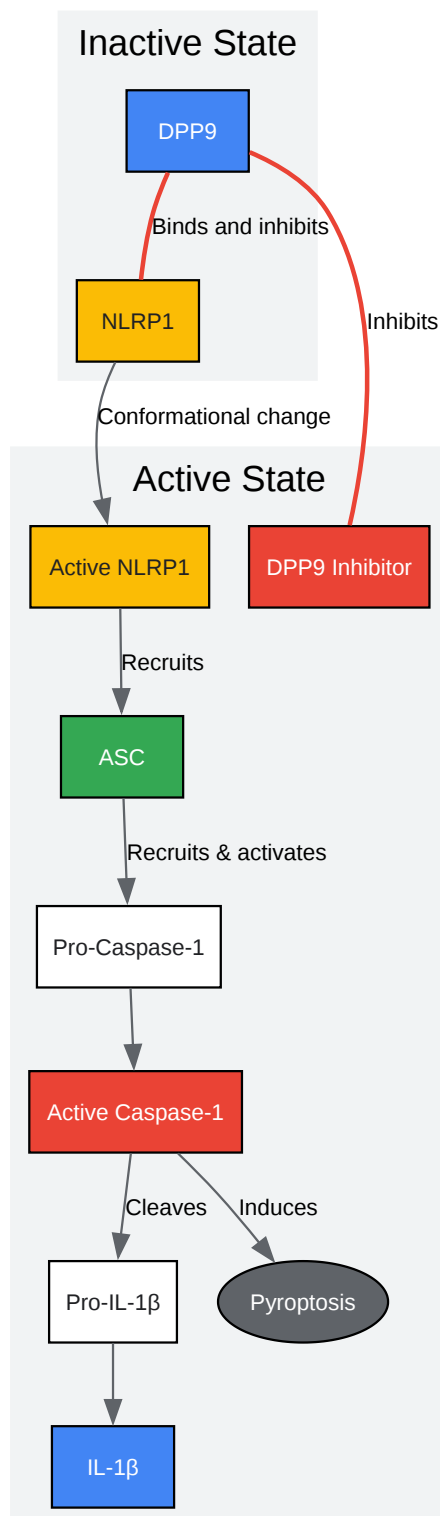 Inactive State
DPP9
Binds and inhibits
NLRP1
Inhibits
Conformational change
Active State
Active NLRP1
DPP9 Inhibitor
Recruits
ASC
Recruits & activates
Pro-Caspase-1
Active Caspase-1
Cleaves
Induces
Pro-IL-1β
Pyroptosis
IL-1β